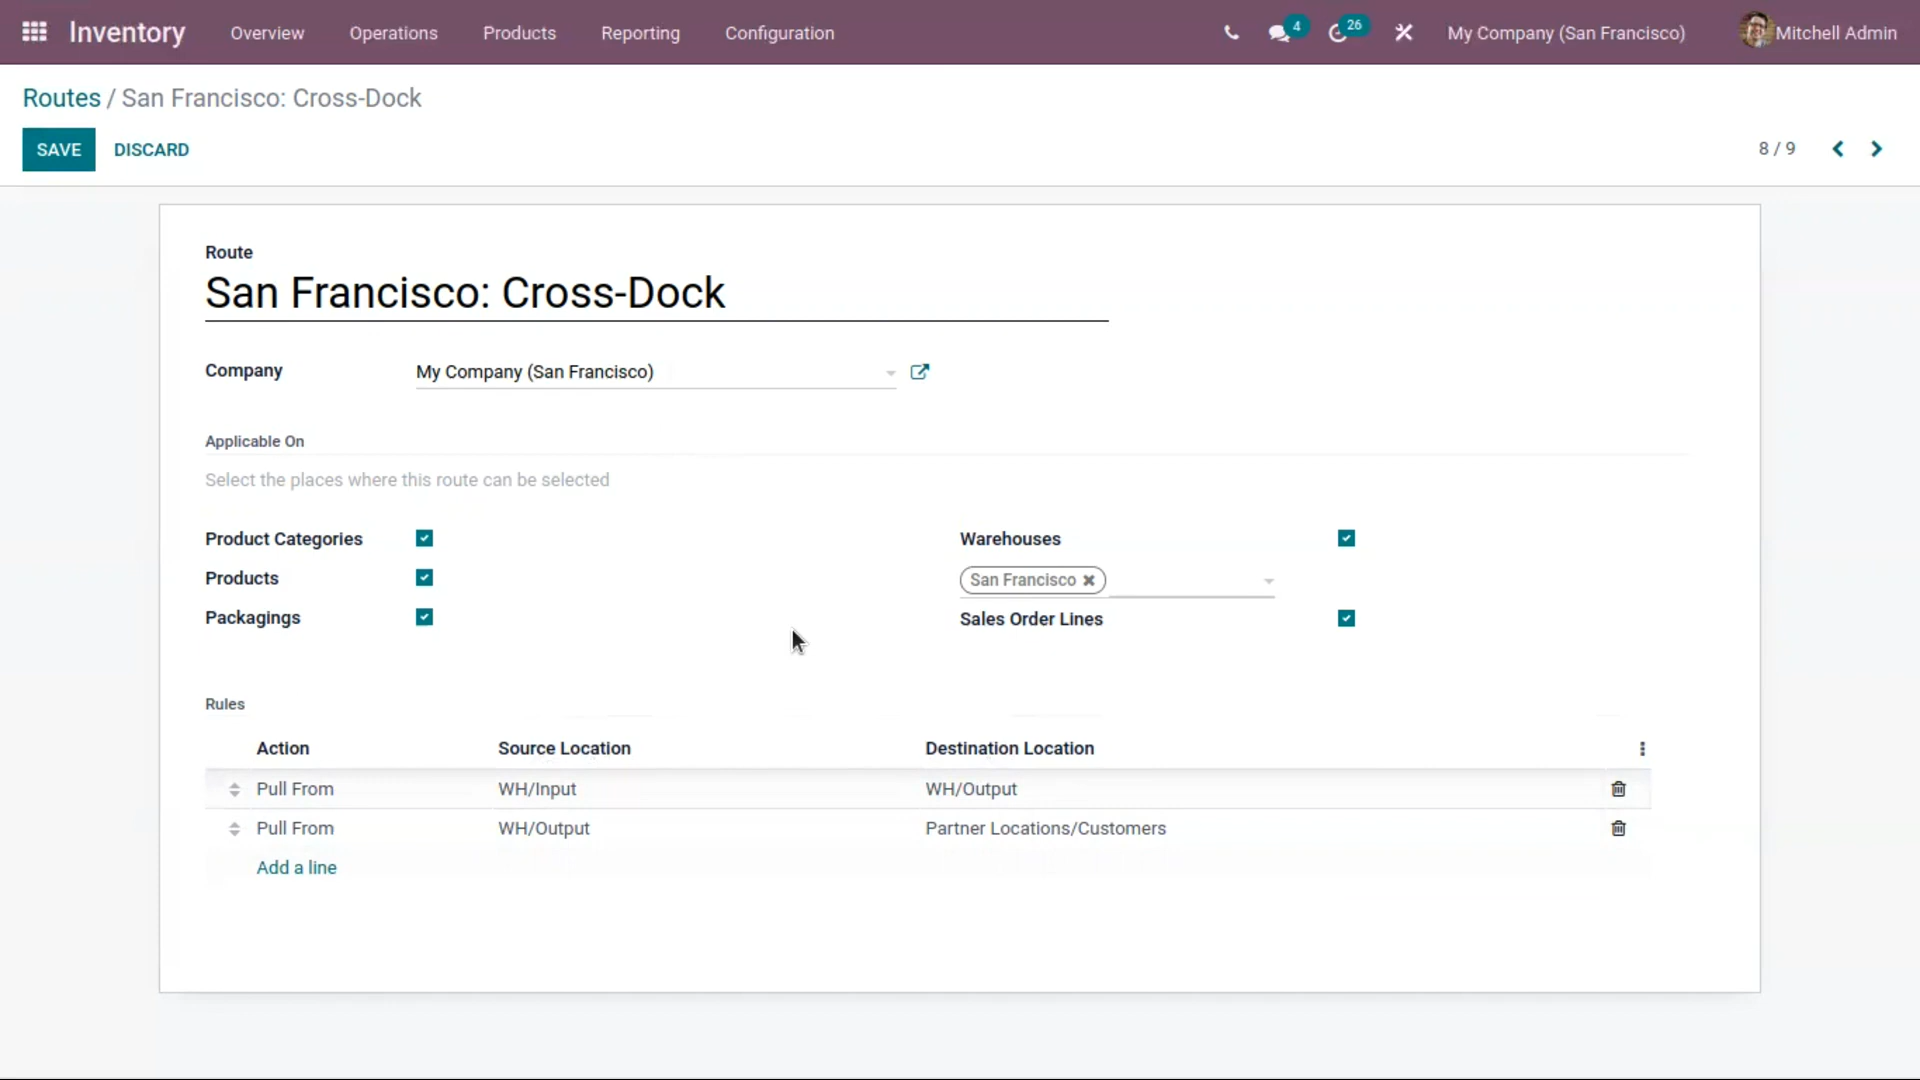 Inventory Overview Operations Products Reporting Configuration 4 26 My Company (San Francisco) Mitchell Admin
Routes / San Francisco: Cross-Dock
SAVE DISCARD 8 / 9
Route
San Francisco: Cross-Dock
Company My Company (San Francisco)
Applicable On
Select the places where this route can be selected
Product Categories Warehouses
Products San Francisco
Packagings Sales Order Lines
Rules
Action Source Location Destination Location
Pull From WH/Input WH/Output
Pull From WH/Output Partner Locations/Customers
Add a line